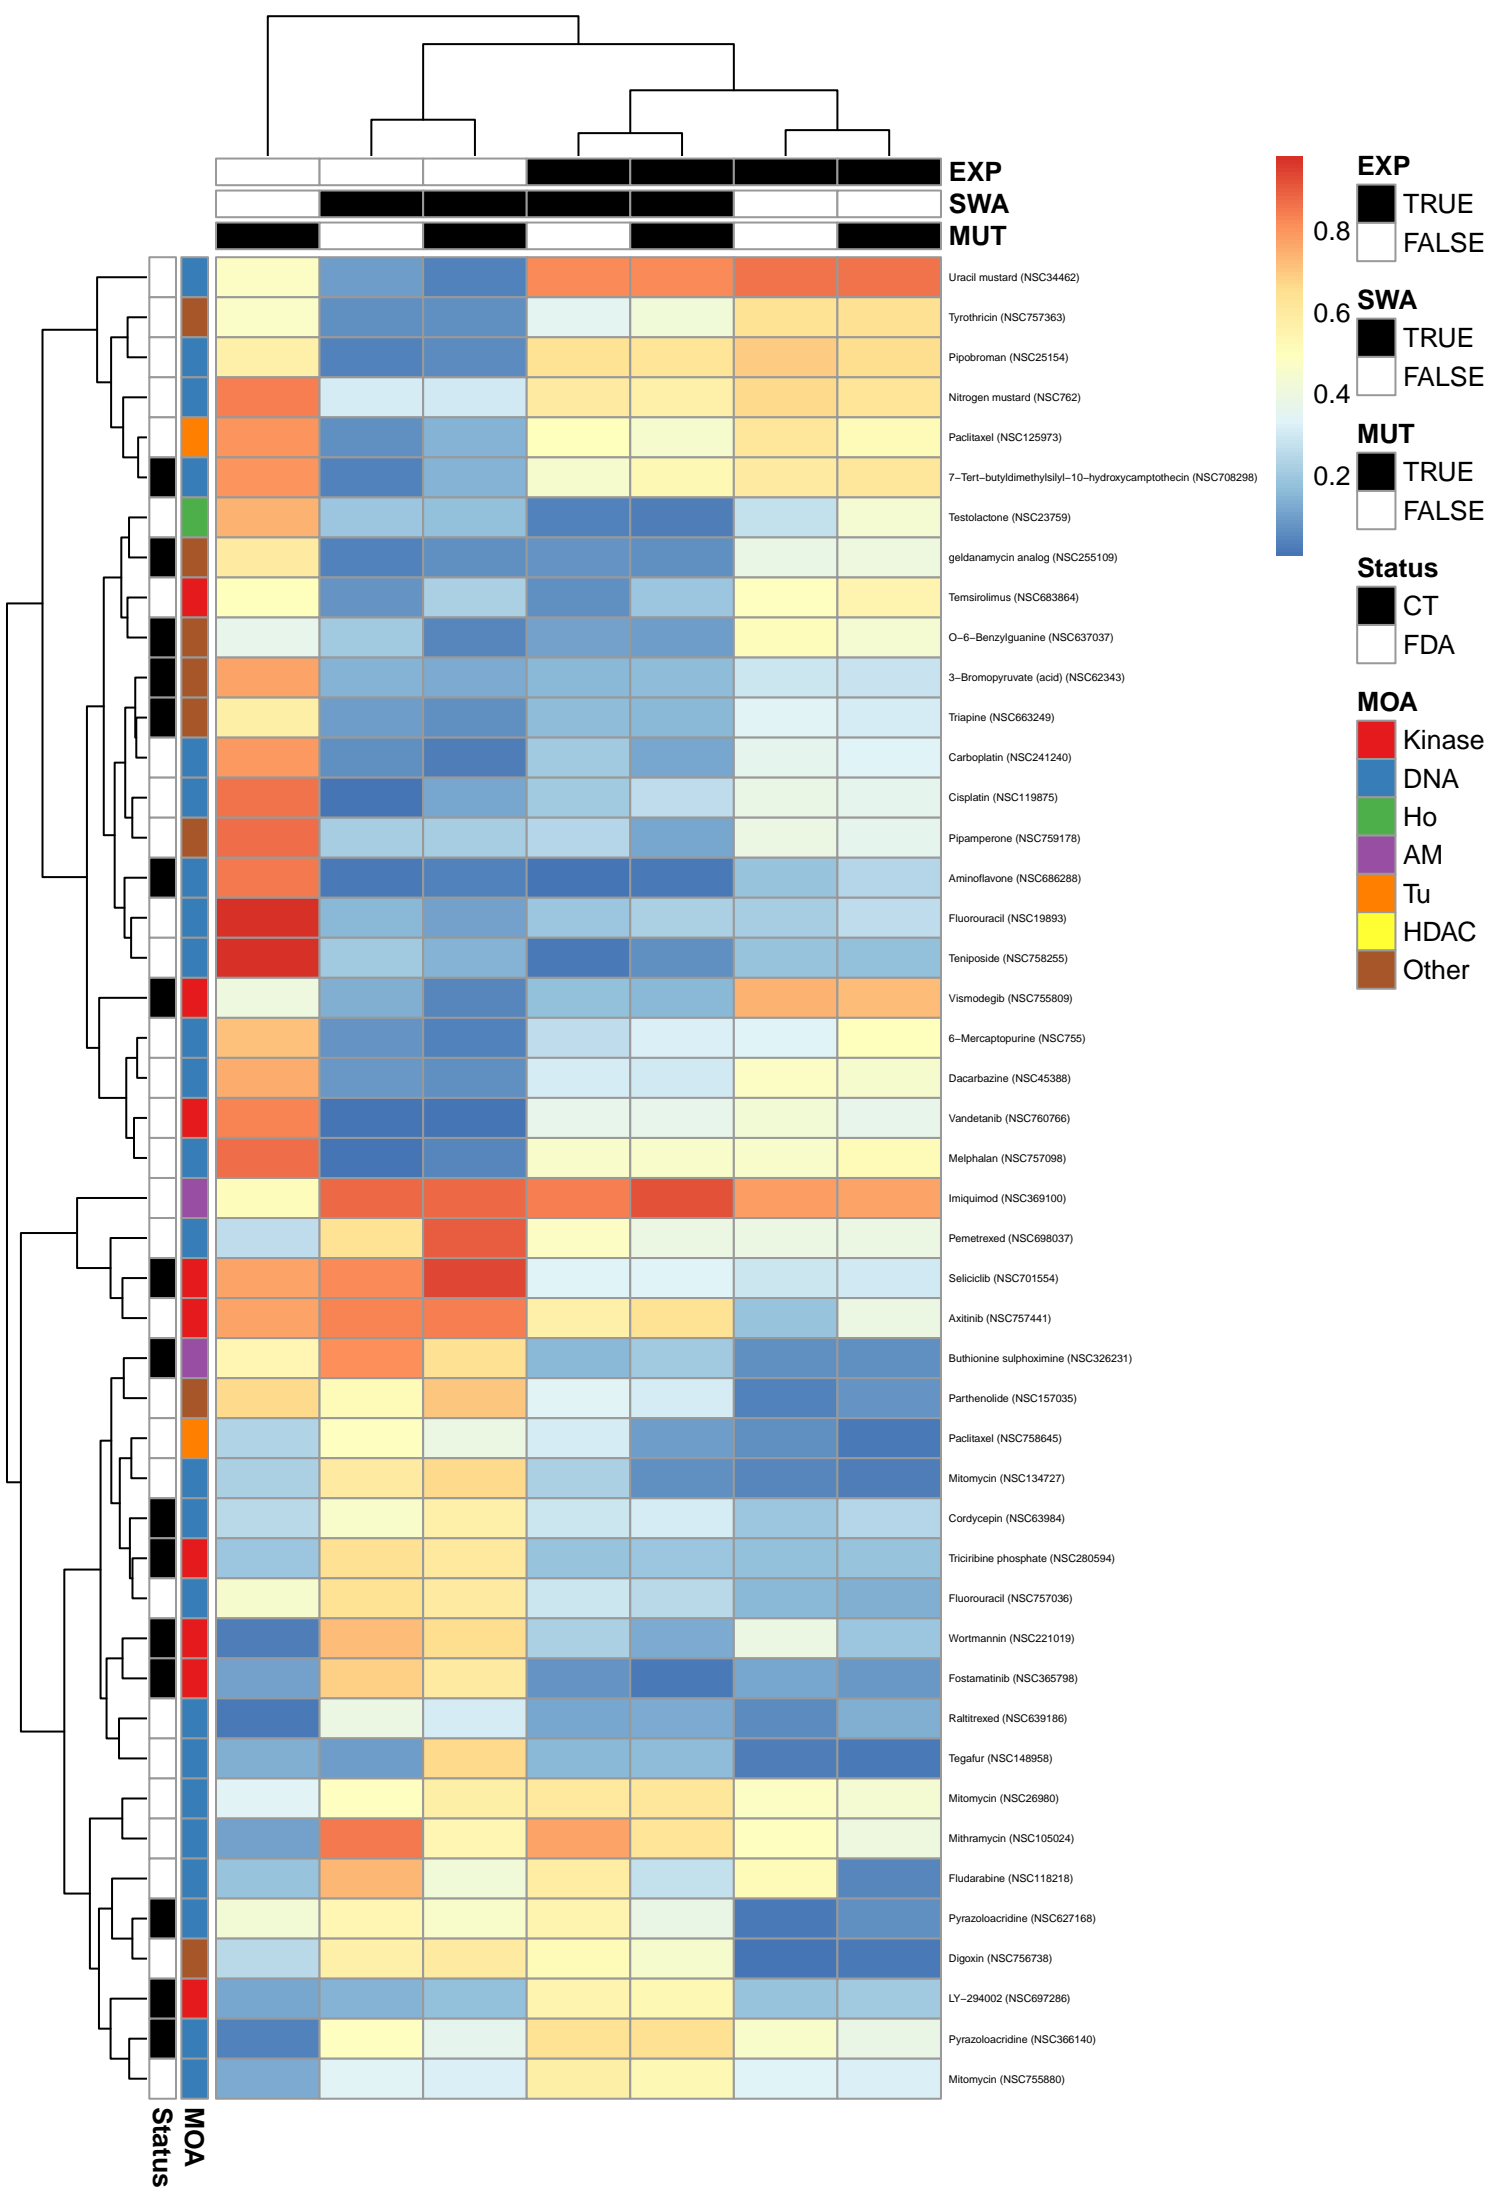 EXP
SWA
MUT
Uracil mustard (NSC34462)
Tyrothricin (NSC757363)
Pipobroman (NSC25154)
Nitrogen mustard (NSC762)
Paclitaxel (NSC125973)
7−Tert−butyldimethylsilyl−10−hydroxycamptothecin (NSC708298)
Testolactone (NSC23759)
geldanamycin analog (NSC255109)
Temsirolimus (NSC683864)
O−6−Benzylguanine (NSC637037)
3−Bromopyruvate (acid) (NSC62343)
Triapine (NSC663249)
Carboplatin (NSC241240)
Cisplatin (NSC119875)
Pipamperone (NSC759178)
Aminoflavone (NSC686288)
Fluorouracil (NSC19893)
Teniposide (NSC758255)
Vismodegib (NSC755809)
6−Mercaptopurine (NSC755)
Dacarbazine (NSC45388)
Vandetanib (NSC760766)
Melphalan (NSC757098)
Imiquimod (NSC369100)
Pemetrexed (NSC698037)
Seliciclib (NSC701554)
Axitinib (NSC757441)
Buthionine sulphoximine (NSC326231)
Parthenolide (NSC157035)
Paclitaxel (NSC758645)
Mitomycin (NSC134727)
Cordycepin (NSC63984)
Triciribine phosphate (NSC280594)
Fluorouracil (NSC757036)
Wortmannin (NSC221019)
Fostamatinib (NSC365798)
Raltitrexed (NSC639186)
Tegafur (NSC148958)
Mitomycin (NSC26980)
Mithramycin (NSC105024)
Fludarabine (NSC118218)
Pyrazoloacridine (NSC627168)
Digoxin (NSC756738)
LY−294002 (NSC697286)
Pyrazoloacridine (NSC366140)
Mitomycin (NSC755880)
Status
MOA
0.8
0.6
0.4
0.2
EXP
TRUE
FALSE
SWA
TRUE
FALSE
MUT
TRUE
FALSE
Status
CT
FDA
MOA
Kinase
DNA
Ho
AM
Tu
HDAC
Other